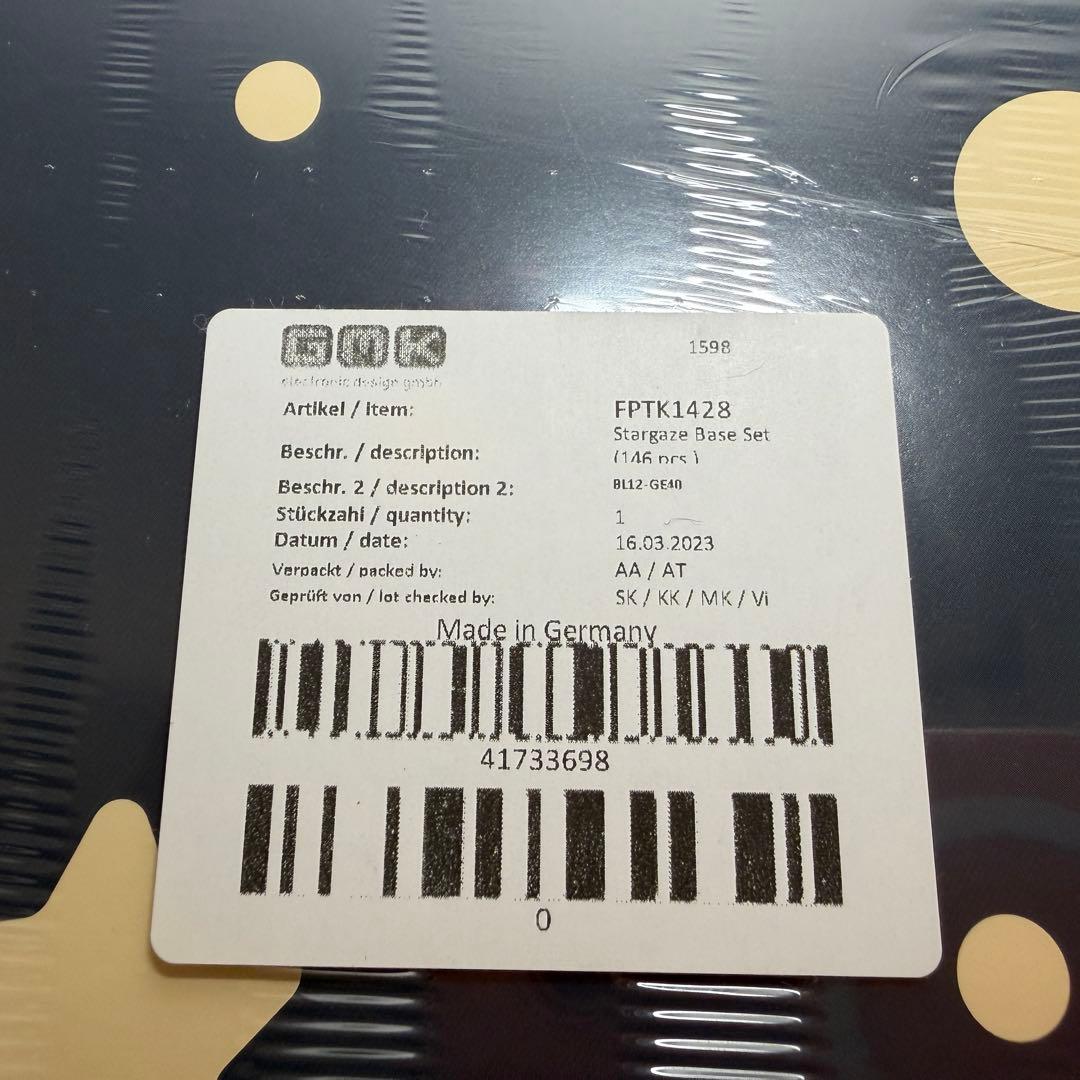 GUK
electronic design gmbh
1598
Artikel / item: FPTK1428
Beschr. / description: Stargaze Base Set
(146 pcs.)
Beschr. 2 / description 2: BL12-GE40
Stückzahl / quantity: 1
Datum / date: 16.03.2023
Verpackt / packed by: AA / AT
Geprüft von / lot checked by: SK / KK / MK / Vi
Made in Germany
41733698
0